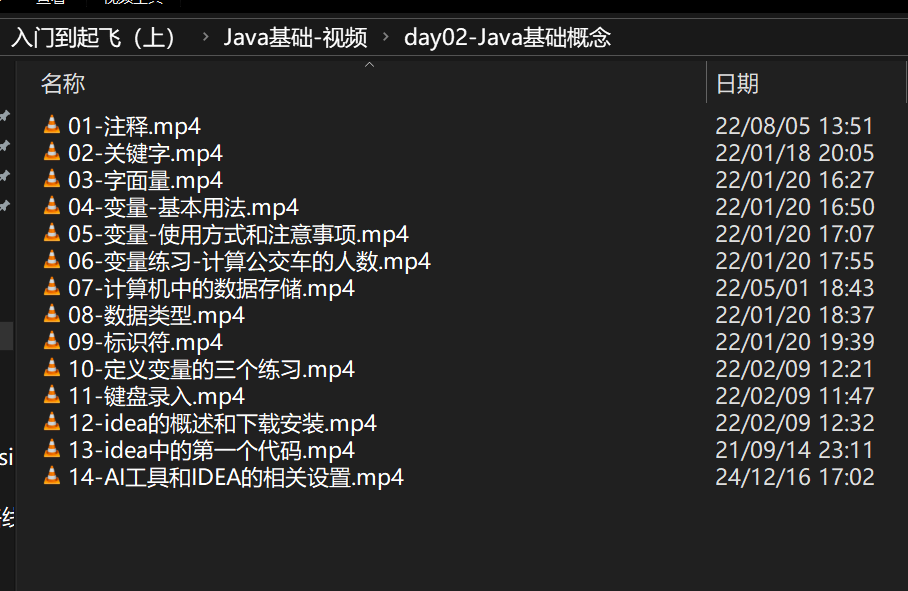 入门到起飞（上） › Java基础-视频 › day02-Java基础概念
名称 日期
01-注释.mp4 22/08/05 13:51
02-关键字.mp4 22/01/18 20:05
03-字面量.mp4 22/01/20 16:27
04-变量-基本用法.mp4 22/01/20 16:50
05-变量-使用方式和注意事项.mp4 22/01/20 17:07
06-变量练习-计算公交车的人数.mp4 22/01/20 17:55
07-计算机中的数据存储.mp4 22/05/01 18:43
08-数据类型.mp4 22/01/20 18:37
09-标识符.mp4 22/01/20 19:39
10-定义变量的三个练习.mp4 22/02/09 12:21
11-键盘录入.mp4 22/02/09 11:47
12-idea的概述和下载安装.mp4 22/02/09 12:32
13-idea中的第一个代码.mp4 21/09/14 23:11
si
14-AI工具和IDEA的相关设置.mp4 24/12/16 17:02